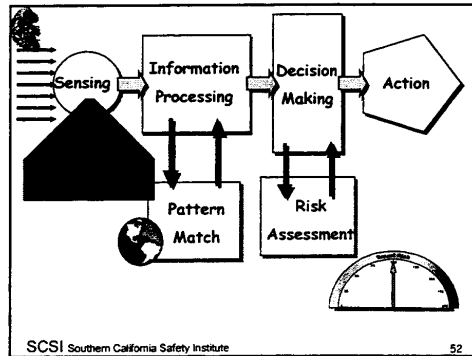 Sensing
Information
Processing
Decision
Making
Action
Pattern
Match
Risk
Assessment
SCSI Southern California Safety Institute
52